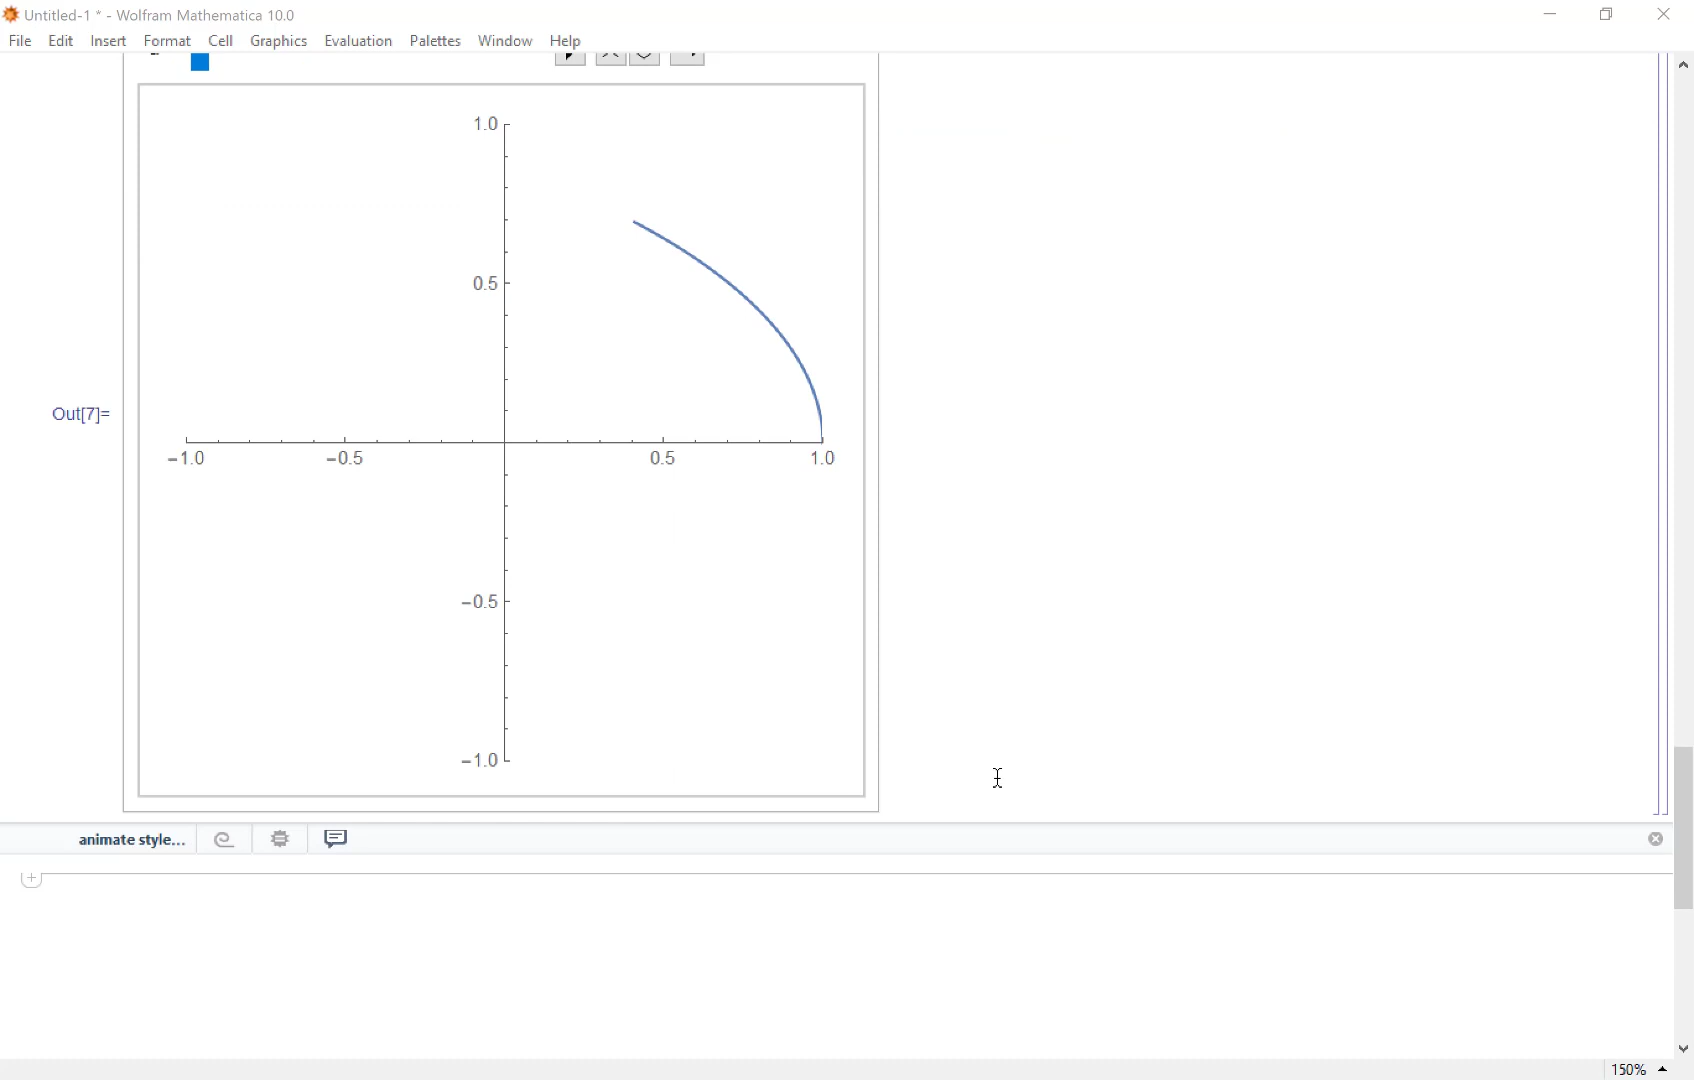 Untitled-1 * - Wolfram Mathematica 10.0
File Edit Insert Format Cell Graphics Evaluation Palettes Window Help
1.0
0.5
Out[7]=
-1.0 -0.5 0.5 1.0
-0.5
-1.0
animate style...
150%